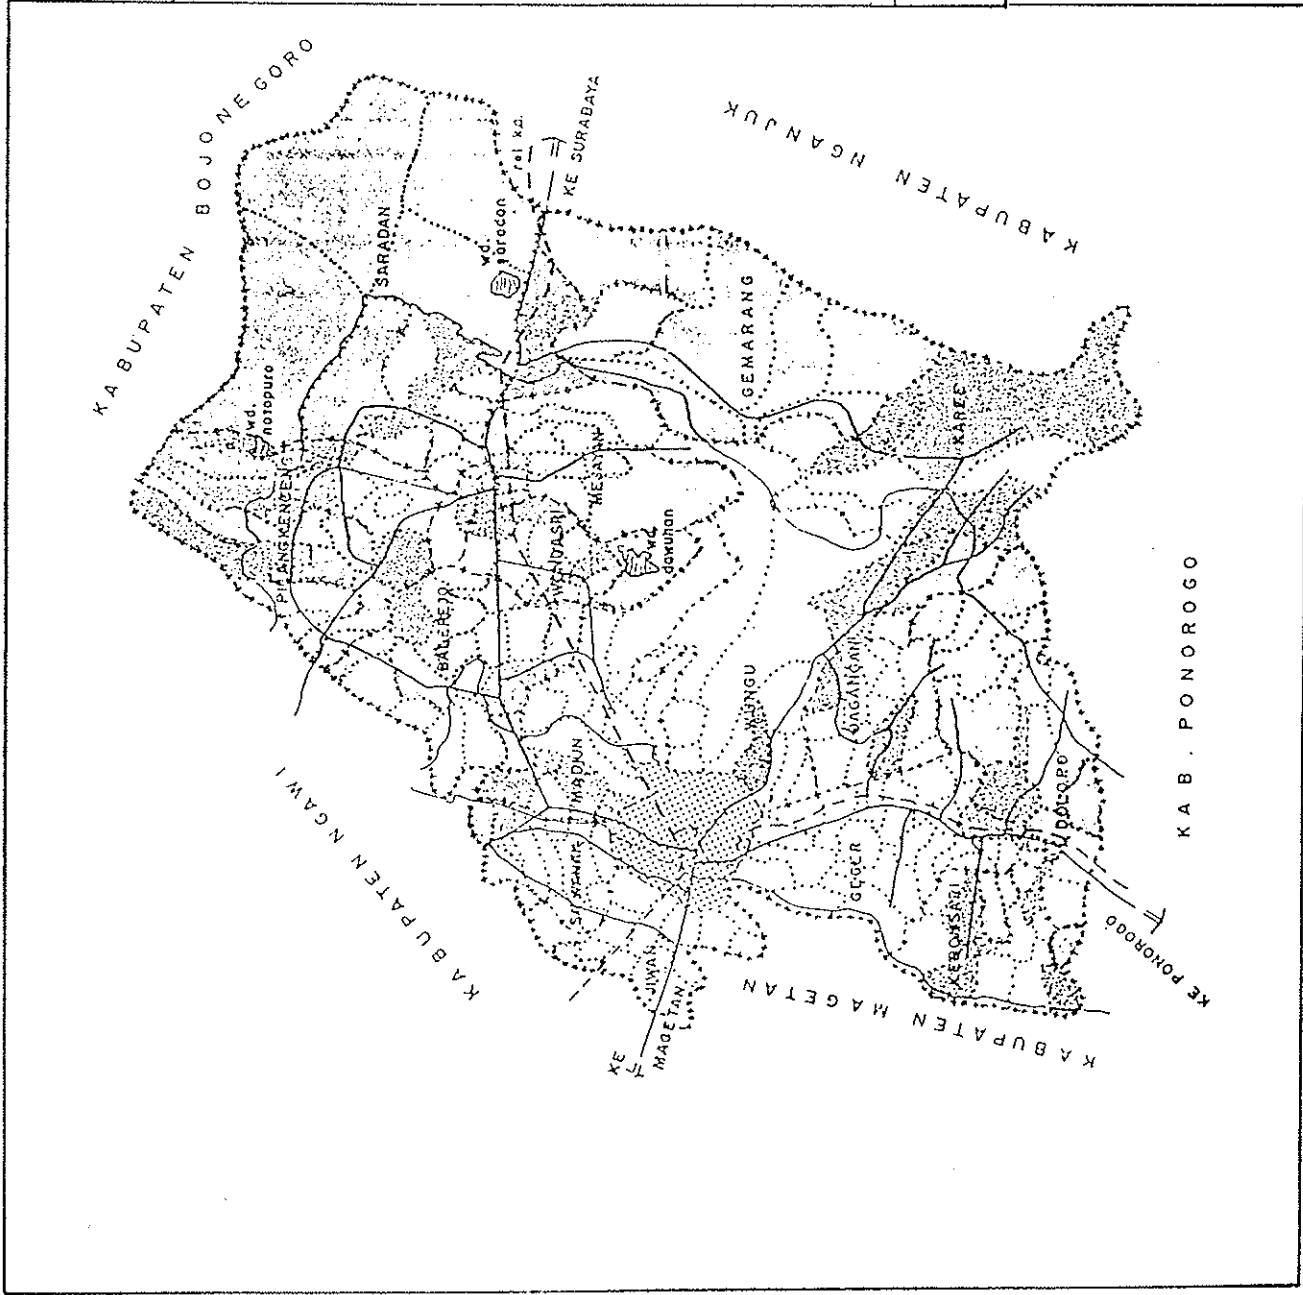 KABUPATEN BOJONEGORO
KABUPATEN NGANJUK
KE SURABAYA
rel ka.
SARADAN
wd.
wd.
notopuro
GEMARANG
KAREE
MEJAYAN
wd.
dawuhan
WONOASRI
BALEREJO
PILANGKENCENG
KABUPATEN NGAWI
MADIUN
WUNGU
DAGANGAN
JIWAN
GEGER
KEBONSARI
DOLOPO
KE
MAGETAN
KABUPATEN MAGETAN
KE PONOROGO
KAB. PONOROGO